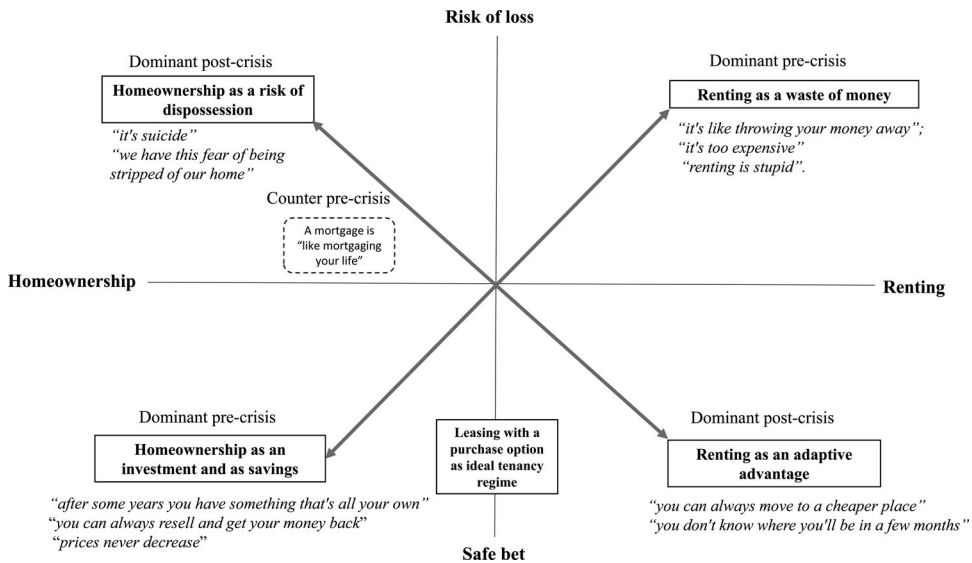 Risk of loss
Dominant post-crisis
Homeownership as a risk of
dispossession
“it's suicide”
“we have this fear of being
stripped of our home”
Dominant pre-crisis
Renting as a waste of money
“it's like throwing your money away”;
“it's too expensive”
“renting is stupid”.
Counter pre-crisis
A mortgage is
“like mortgaging
your life”
Homeownership
Renting
Dominant pre-crisis
Homeownership as an
investment and as savings
“after some years you have something that's all your own”
“you can always resell and get your money back”
“prices never decrease”
Leasing with a
purchase option
as ideal tenancy
regime
Dominant post-crisis
Renting as an adaptive
advantage
“you can always move to a cheaper place”
“you don't know where you'll be in a few months”
Safe bet